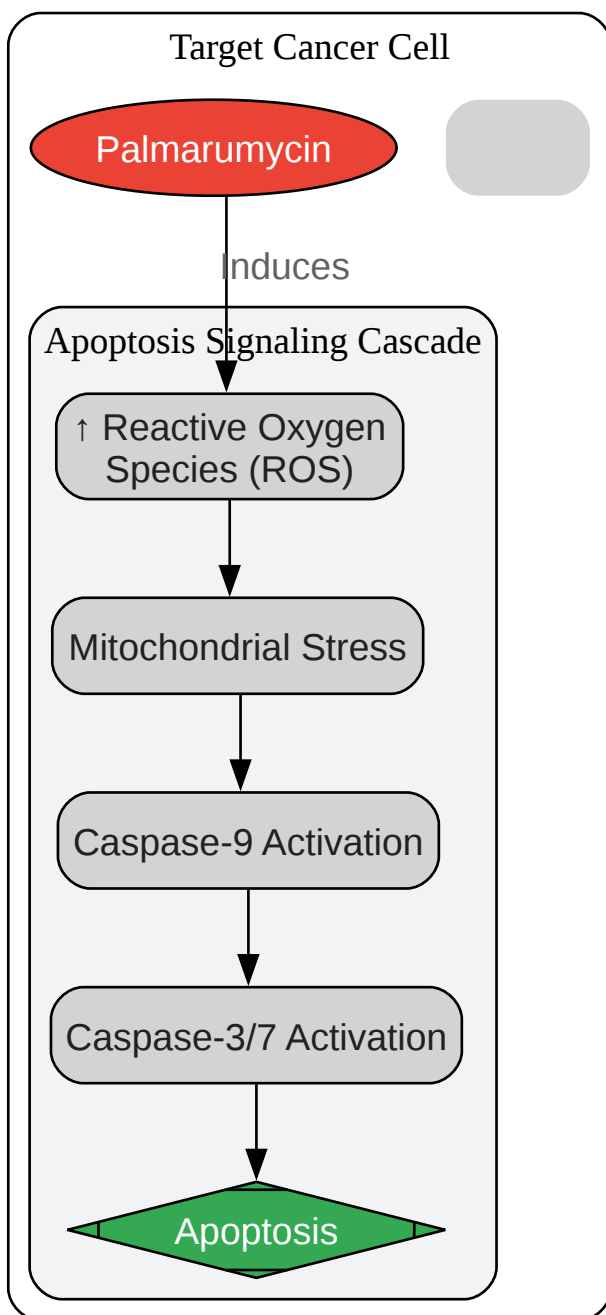 Target Cancer Cell
Palmarumycin
Induces
Apoptosis Signaling Cascade
↑ Reactive Oxygen
Species (ROS)
Mitochondrial Stress
Caspase-9 Activation
Caspase-3/7 Activation
Apoptosis